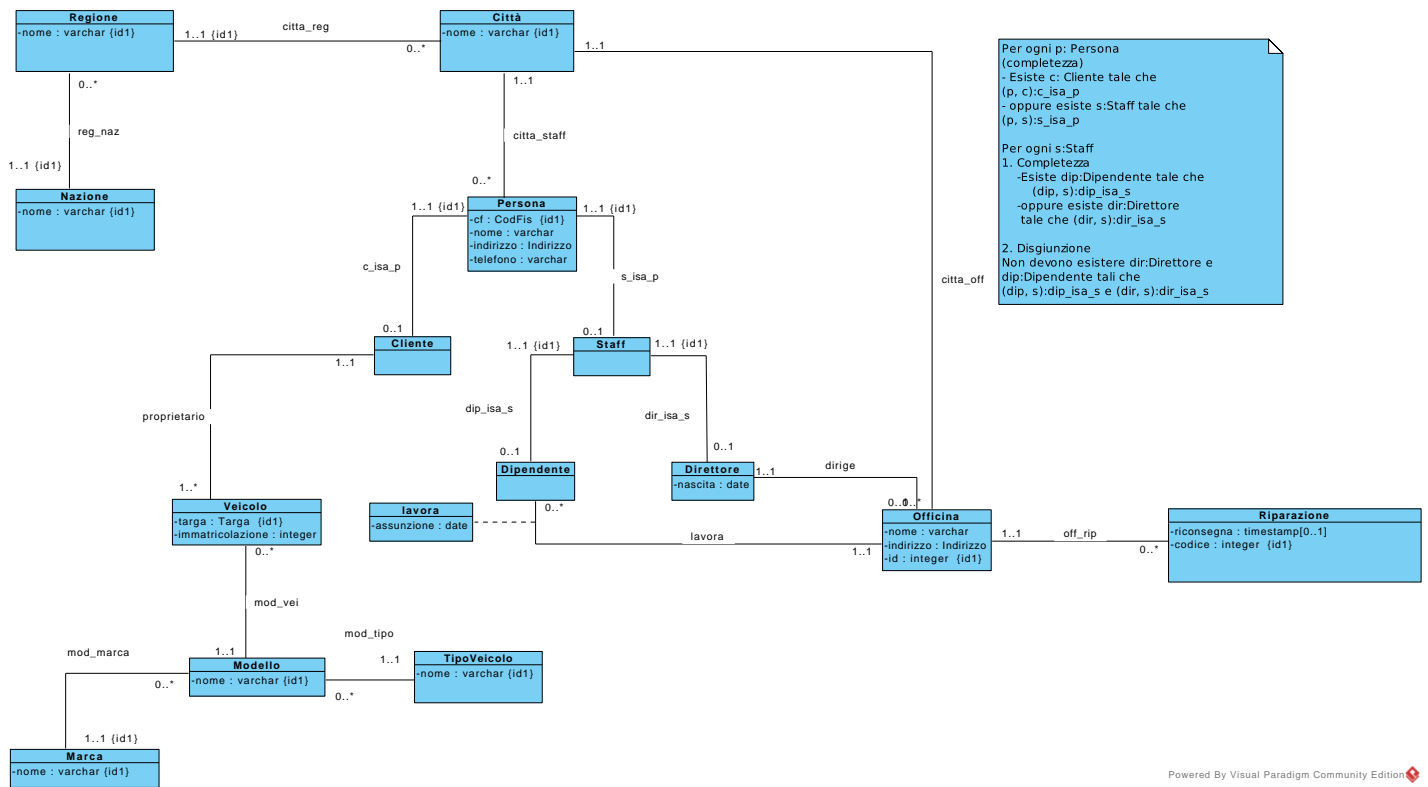 Regione
-nome : varchar {id1}
1..1 {id1}
citta_reg
0..*
Città
-nome : varchar {id1}
1..1
0..*
reg_naz
1..1 {id1}
Nazione
-nome : varchar {id1}
1..1
citta_staff
0..*
Per ogni p: Persona
(completezza)
- Esiste c: Cliente tale che
(p, c):c_isa_p
- oppure esiste s:Staff tale che
(p, s):s_isa_p
Per ogni s:Staff
1. Completezza
-Esiste dip:Dipendente tale che
(dip, s):dip_isa_s
-oppure esiste dir:Direttore
tale che (dir, s):dir_isa_s
2. Disgiunzione
Non devono esistere dir:Direttore e
dip:Dipendente tali che
(dip, s):dip_isa_s e (dir, s):dir_isa_s
1..1 {id1}
Persona
-cf : CodFis {id1}
-nome : varchar
-indirizzo : Indirizzo
-telefono : varchar
1..1 {id1}
c_isa_p
s_isa_p
citta_off
0..1
Cliente
1..1
0..1
Staff
1..1 {id1}
1..1 {id1}
proprietario
dip_isa_s
dir_isa_s
0..1
0..1
1..*
Veicolo
-targa : Targa {id1}
-immatricolazione : integer
0..*
lavora
-assunzione : date
Dipendente
0..*
Direttore
-nascita : date
1..1
dirige
0..*
lavora
1..1
Officina
-nome : varchar
-indirizzo : Indirizzo
-id : integer {id1}
1..1
off_rip
0..*
Riparazione
-riconsegna : timestamp[0..1]
-codice : integer {id1}
mod_vei
1..1
Modello
-nome : varchar {id1}
mod_tipo
1..1
0..*
TipoVeicolo
-nome : varchar {id1}
mod_marca
0..*
1..1 {id1}
Marca
-nome : varchar {id1}
Powered By Visual Paradigm Community Edition